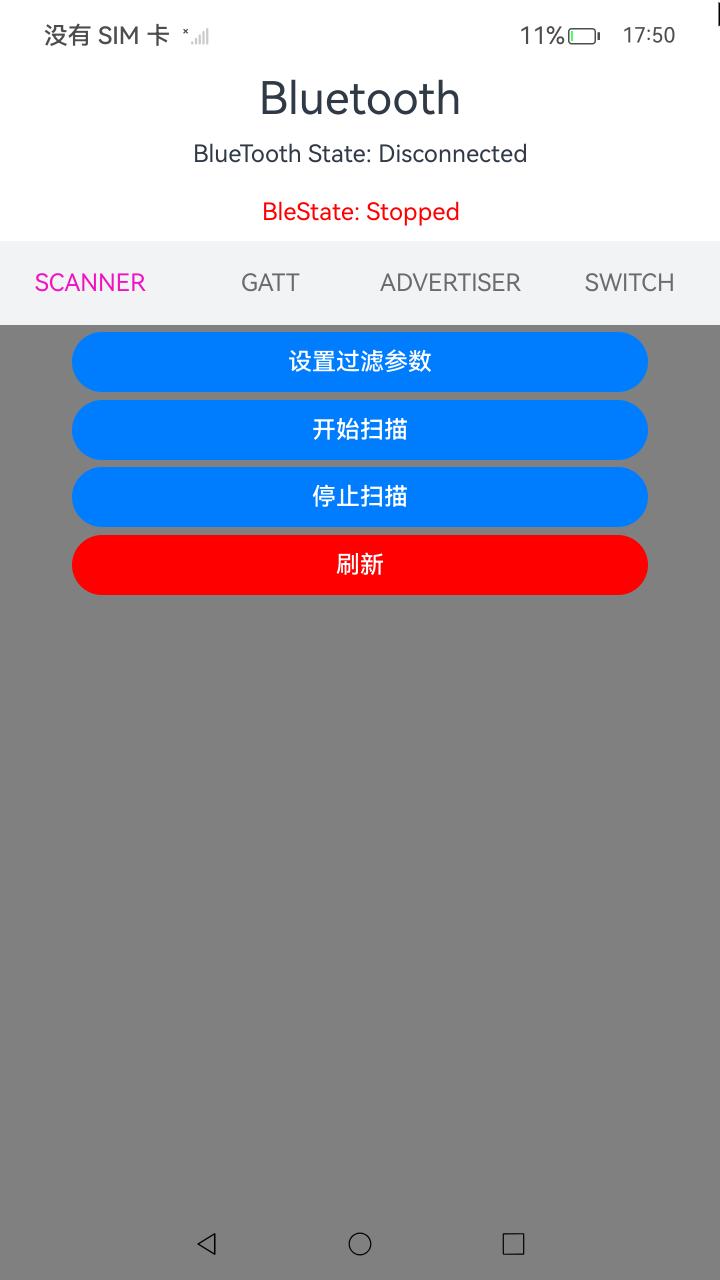 没有 SIM 卡
11%
17:50
Bluetooth
BlueTooth State: Disconnected
BleState: Stopped
SCANNER GATT ADVERTISER SWITCH
设置过滤参数
开始扫描
停止扫描
刷新